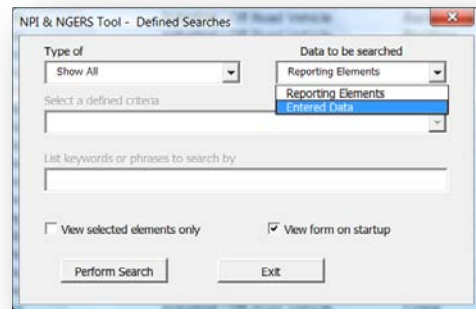 NPI & NGERS Tool - Defined Searches
Type of
Data to be searched
Show All
Reporting Elements
Reporting Elements
Entered Data
Select a defined criteria
List keywords or phrases to search by
View selected elements only
View form on startup
Perform Search
Exit